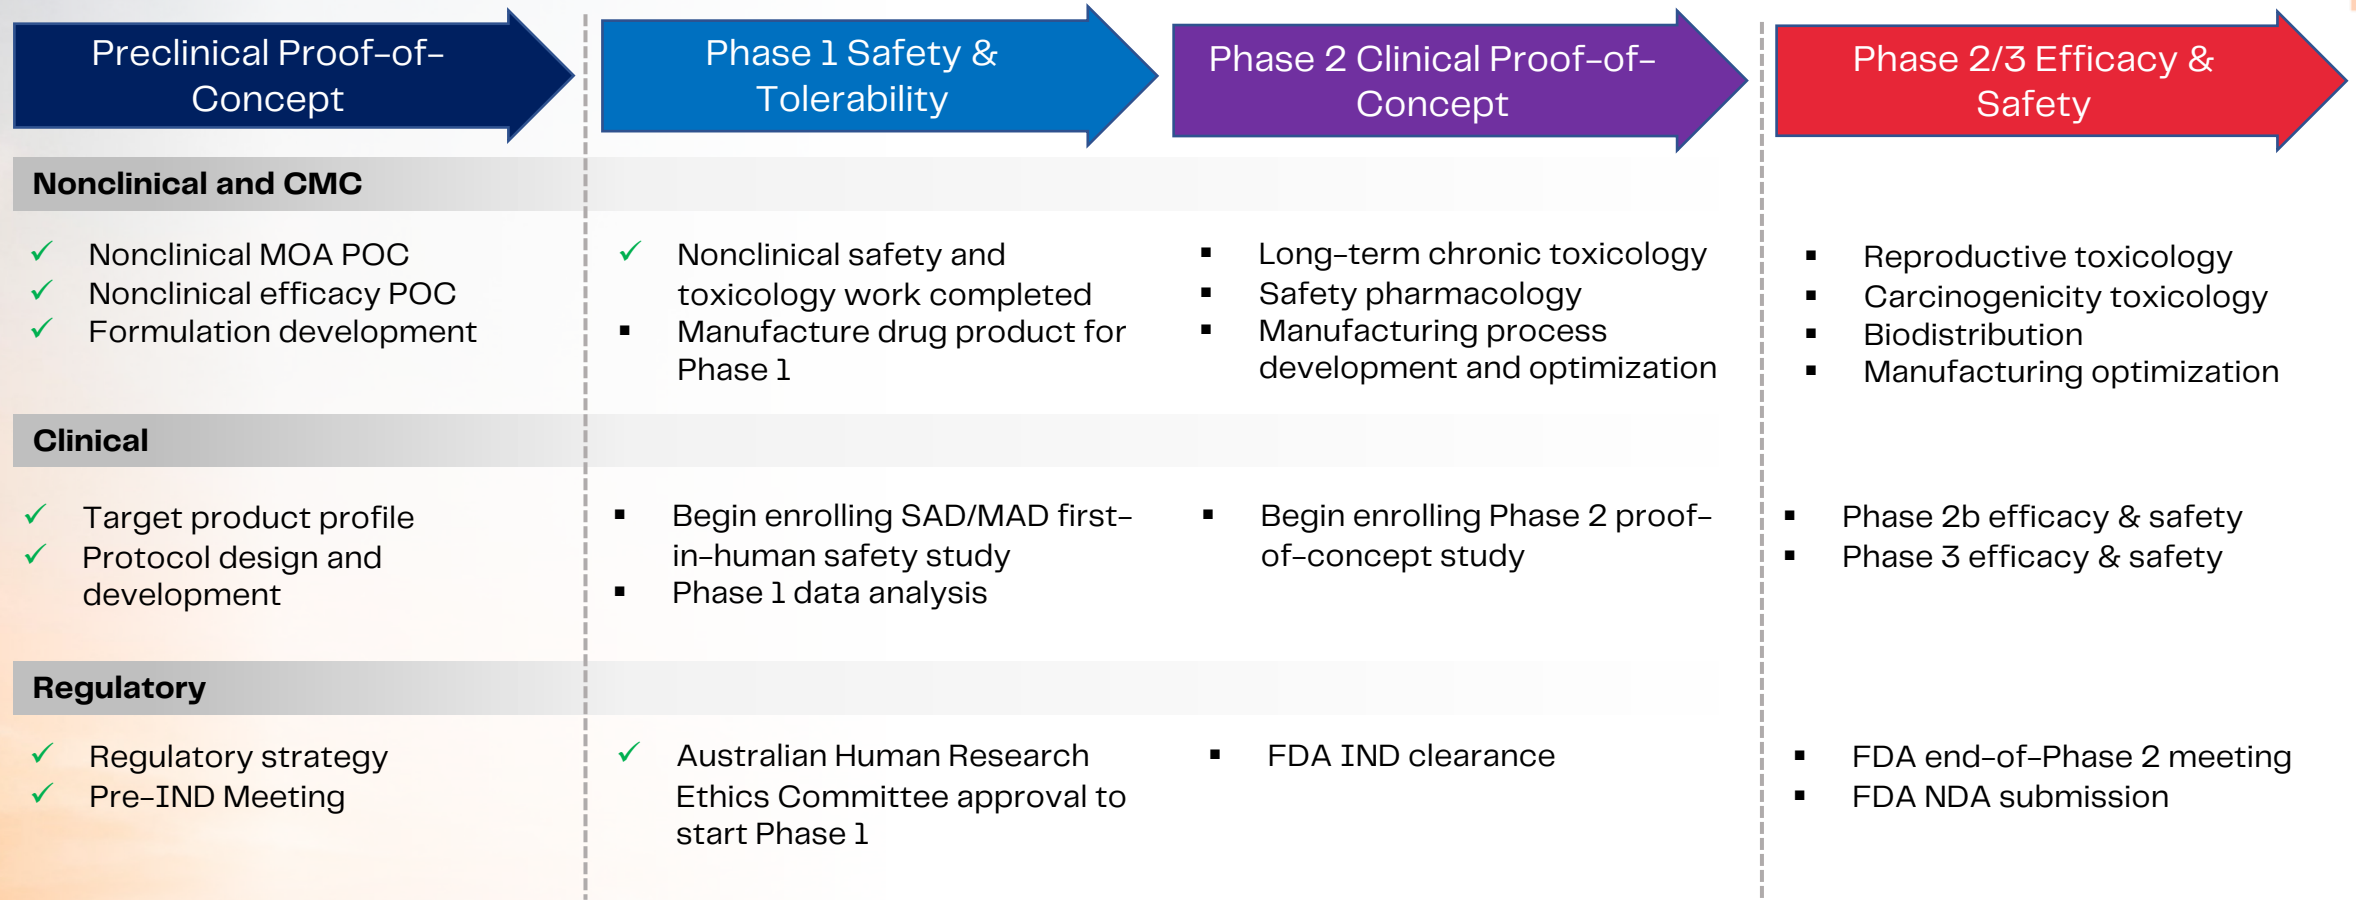 Preclinical Proof-of-
Concept
Phase 1 Safety &
Tolerability
Phase 2 Clinical Proof-of-
Concept
Phase 2/3 Efficacy &
Safety
Nonclinical and CMC
✓ Nonclinical MOA POC
✓ Nonclinical efficacy POC
✓ Formulation development
✓ Nonclinical safety and
toxicology work completed
▪ Manufacture drug product for
Phase 1
▪ Long-term chronic toxicology
▪ Safety pharmacology
▪ Manufacturing process
development and optimization
▪ Reproductive toxicology
▪ Carcinogenicity toxicology
▪ Biodistribution
▪ Manufacturing optimization
Clinical
✓ Target product profile
✓ Protocol design and
development
▪ Begin enrolling SAD/MAD first-
in-human safety study
▪ Phase 1 data analysis
▪ Begin enrolling Phase 2 proof-
of-concept study
▪ Phase 2b efficacy & safety
▪ Phase 3 efficacy & safety
Regulatory
✓ Regulatory strategy
✓ Pre-IND Meeting
✓ Australian Human Research
Ethics Committee approval to
start Phase 1
▪ FDA IND clearance
▪ FDA end-of-Phase 2 meeting
▪ FDA NDA submission